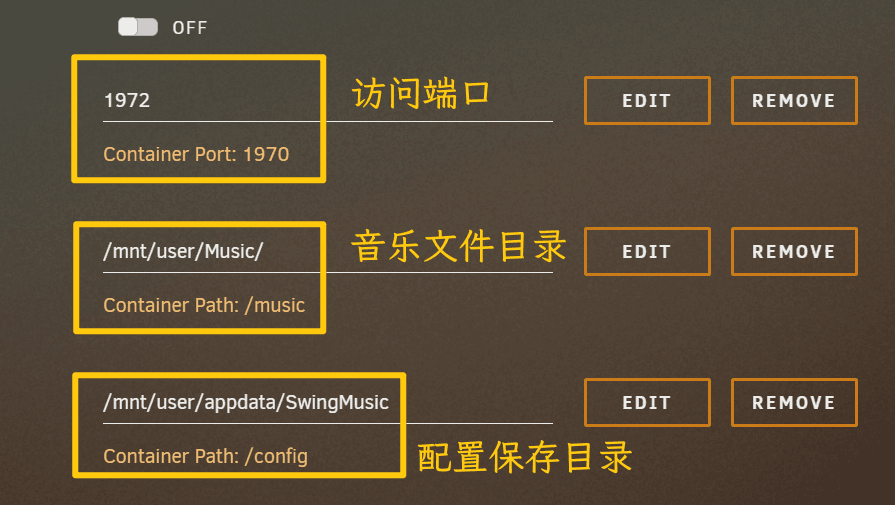 OFF
1972
访问端口
EDIT
REMOVE
Container Port: 1970
/mnt/user/Music/
音乐文件目录
EDIT
REMOVE
Container Path: /music
/mnt/user/appdata/SwingMusic
EDIT
REMOVE
Container Path: /config
配置保存目录